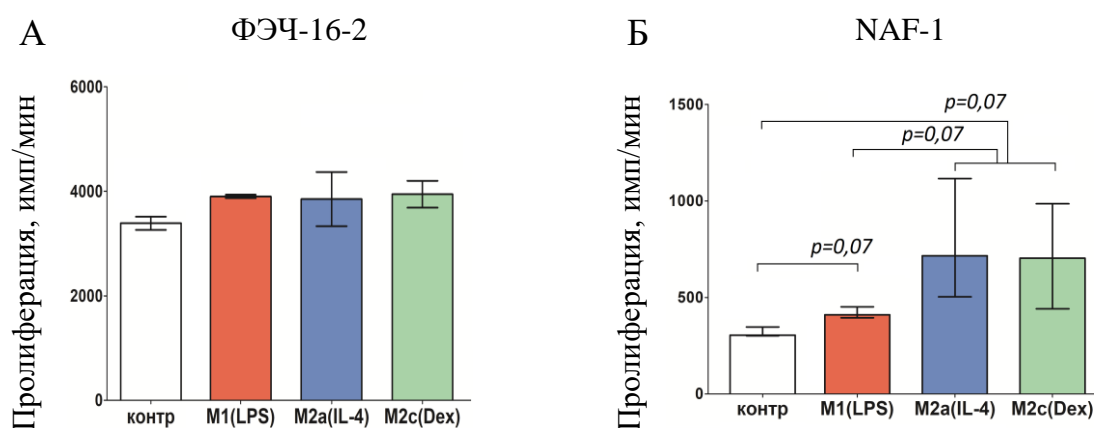 А
ФЭЧ-16-2
Пролиферация, имп/мин
6000
4000
2000
0
контр
M1(LPS)
M2a(IL-4)
M2c(Dex)
Б
NAF-1
Пролиферация, имп/мин
1500
1000
500
0
p=0,07
p=0,07
p=0,07
контр
M1(LPS)
M2a(IL-4)
M2c(Dex)